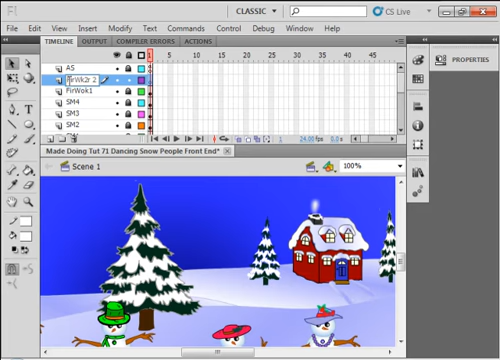 Fl
CLASSIC
CS Live
File Edit View Insert Modify Text Commands Control Debug Window Help
TIMELINE OUTPUT COMPILER ERRORS ACTIONS
PROPERTIES
1 5 10 15 20 25 30 35 40 45
AS
FirWk2r 2
FirWok1
SM4
SM3
SM2
1 24.00 fps 0.0 s
Made Doing Tut 71 Dancing Snow People Front End*
Scene 1
100%